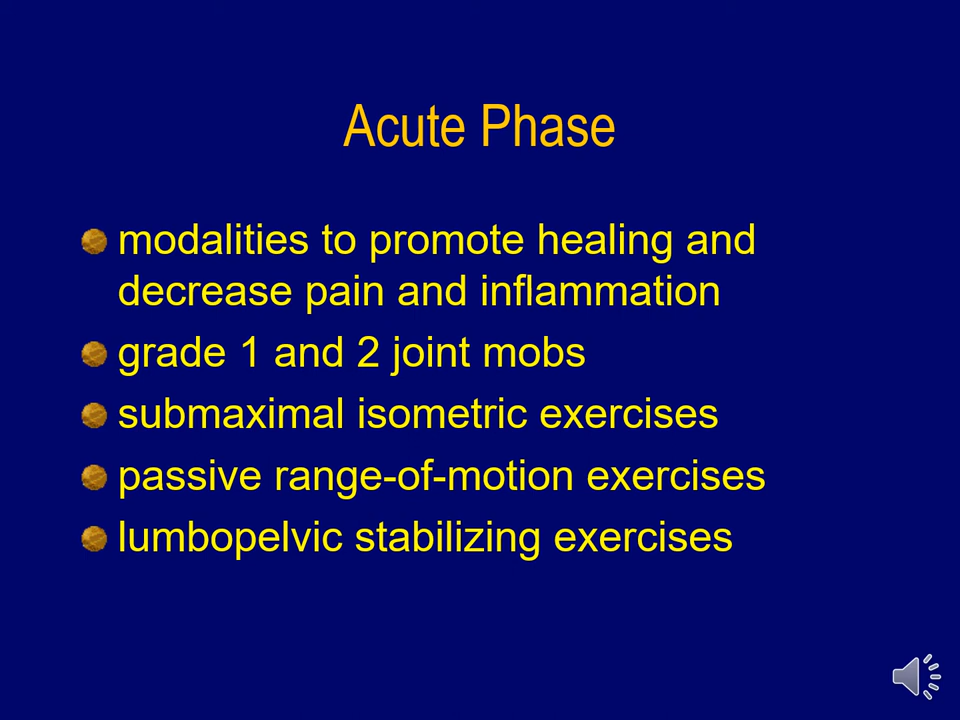 Acute Phase
modalities to promote healing and
decrease pain and inflammation
grade 1 and 2 joint mobs
submaximal isometric exercises
passive range-of-motion exercises
lumbopelvic stabilizing exercises